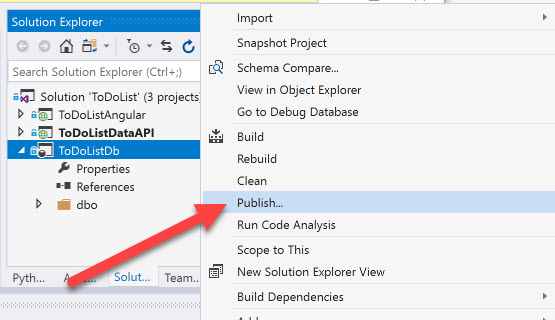 Solution Explorer
Search Solution Explorer (Ctrl+;)
Solution 'ToDoList' (3 projects)
ToDoListAngular
ToDoListDataAPI
ToDoListDb
Properties
References
dbo
Pyth...
Solut...
Team...
Import
Snapshot Project
Schema Compare...
View in Object Explorer
Go to Debug Database
Build
Rebuild
Clean
Publish...
Run Code Analysis
Scope to This
New Solution Explorer View
Build Dependencies